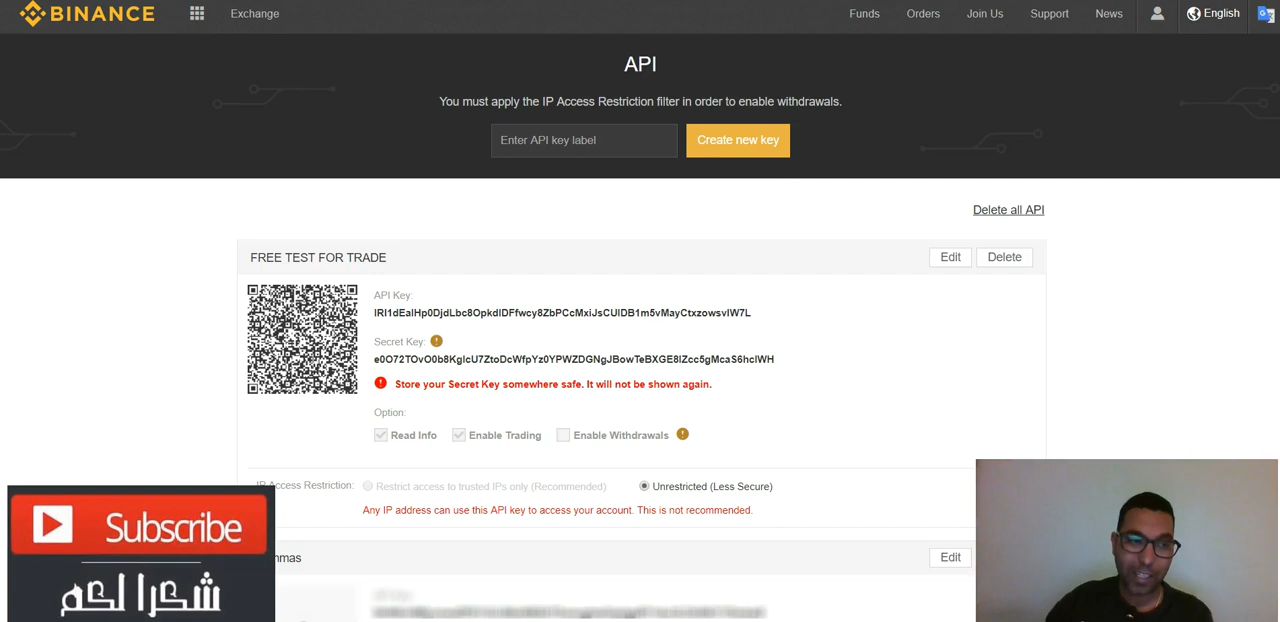 BINANCE
Exchange
Funds
Orders
Join Us
Support
News
English
API
You must apply the IP Access Restriction filter in order to enable withdrawals.
Enter API key label
Create new key
Delete all API
FREE TEST FOR TRADE
Edit
Delete
API Key:
Secret Key:
Store your Secret Key somewhere safe. It will not be shown again.
Option:
Read Info
Enable Trading
Enable Withdrawals
Access Restriction:
Restrict access to trusted IPs only (Recommended)
Unrestricted (Less Secure)
Any IP address can use this API key to access your account. This is not recommended.
Edit
Subscribe
شكرا لكم